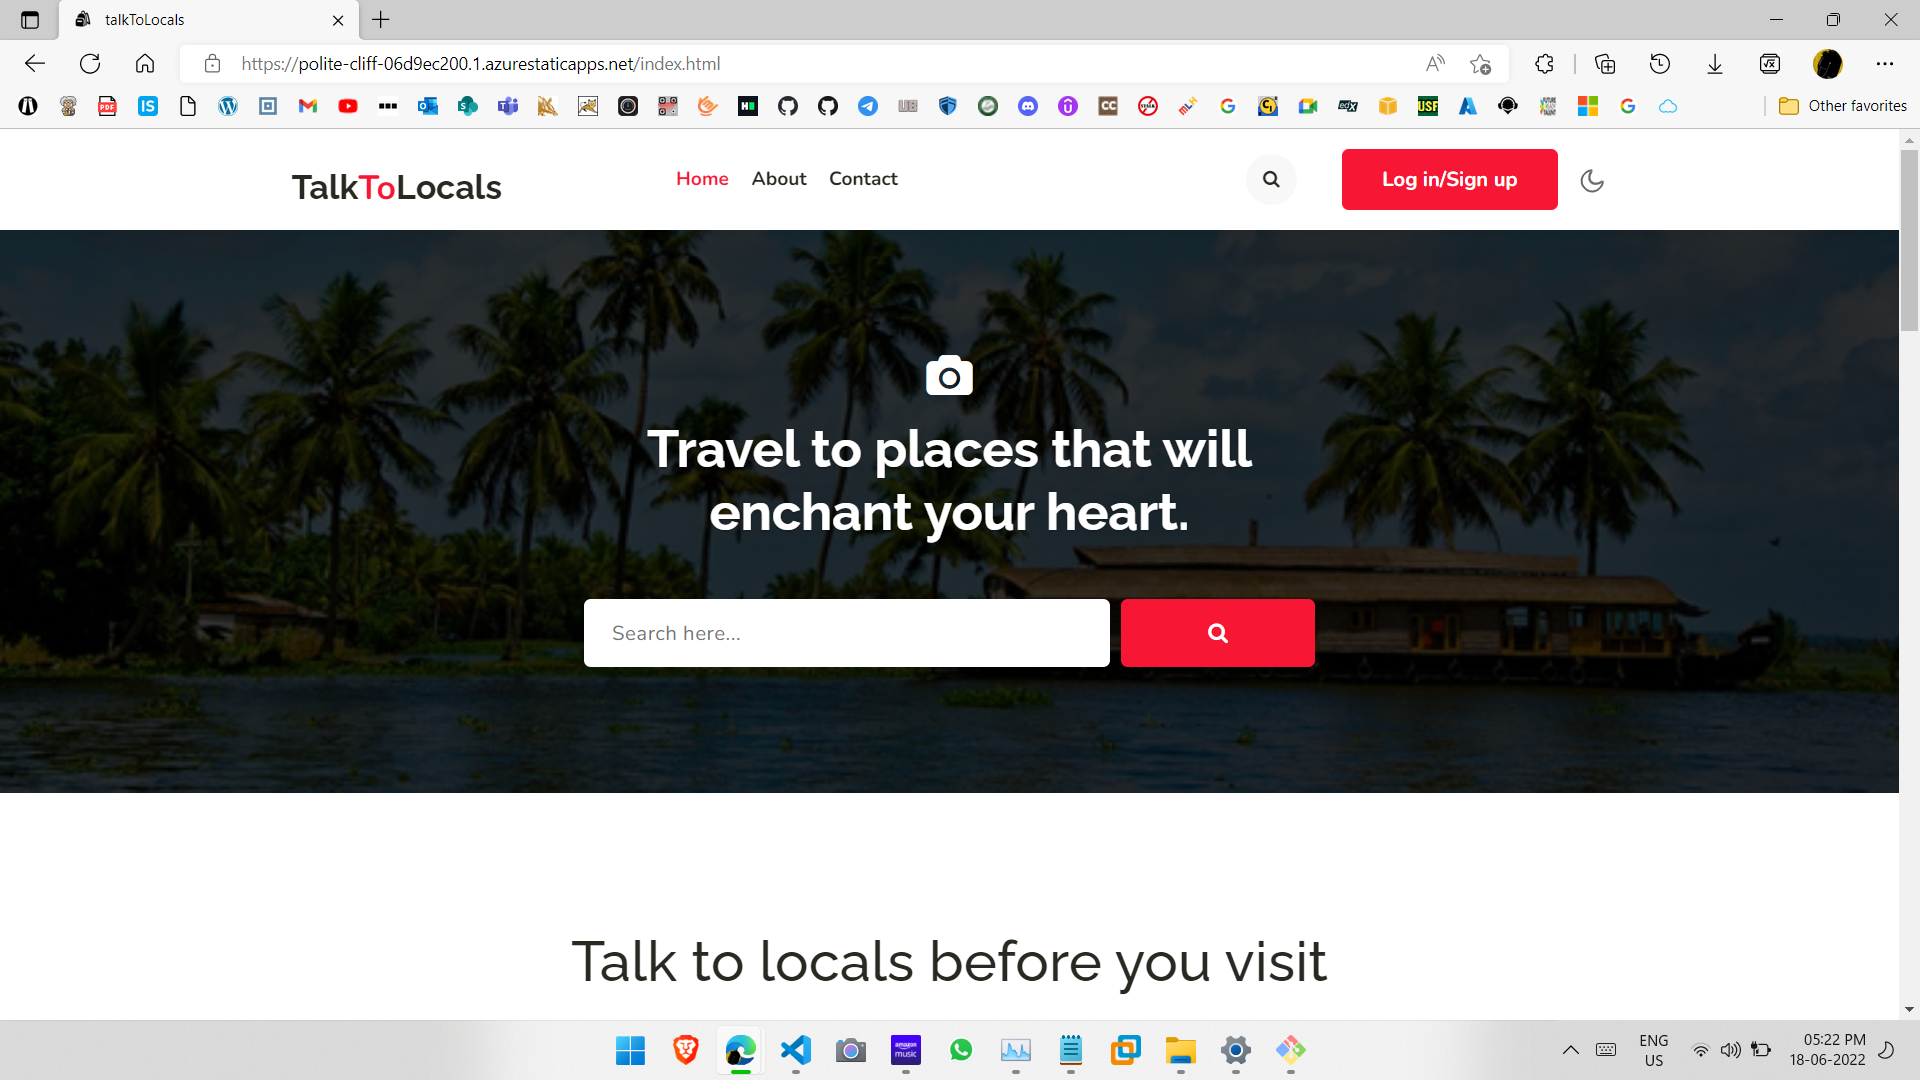 talkToLocals
https://polite-cliff-06d9ec200.1.azurestaticapps.net/index.html
Other favorites
TalkToLocals
Home
About
Contact
Log in/Sign up
Travel to places that will
enchant your heart.
Search here...
Talk to locals before you visit
ENG
US
05:22 PM
18-06-2022